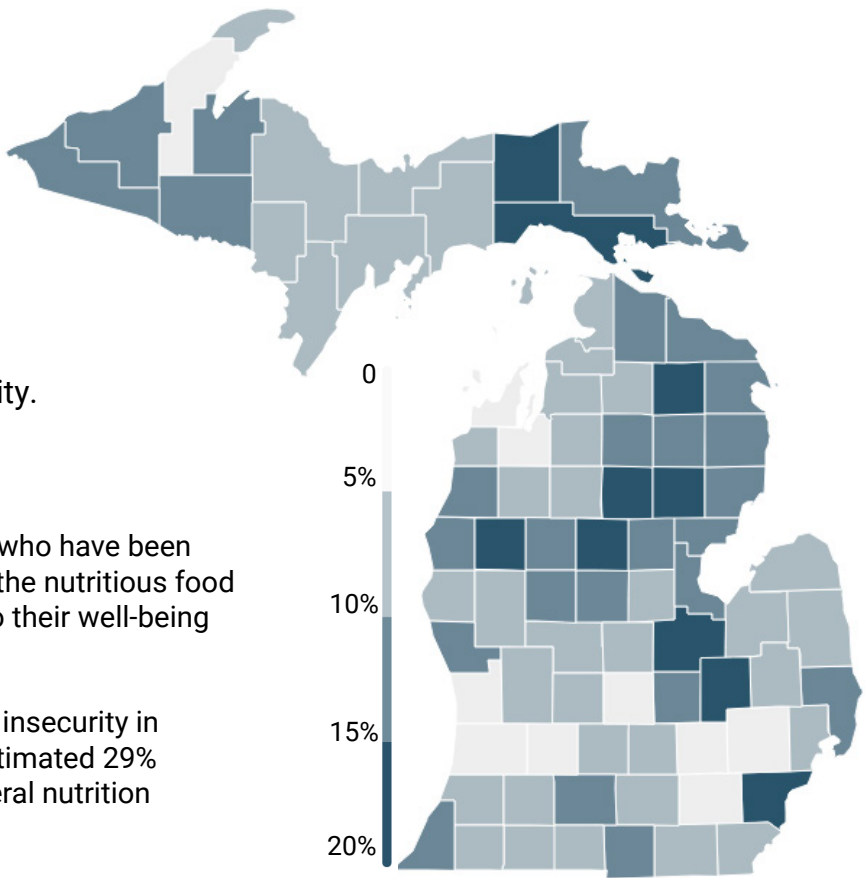 ity.
who have been
the nutritious food
o their well-being
insecurity in
stimated 29%
eral nutrition
0
5%
10%
15%
20%